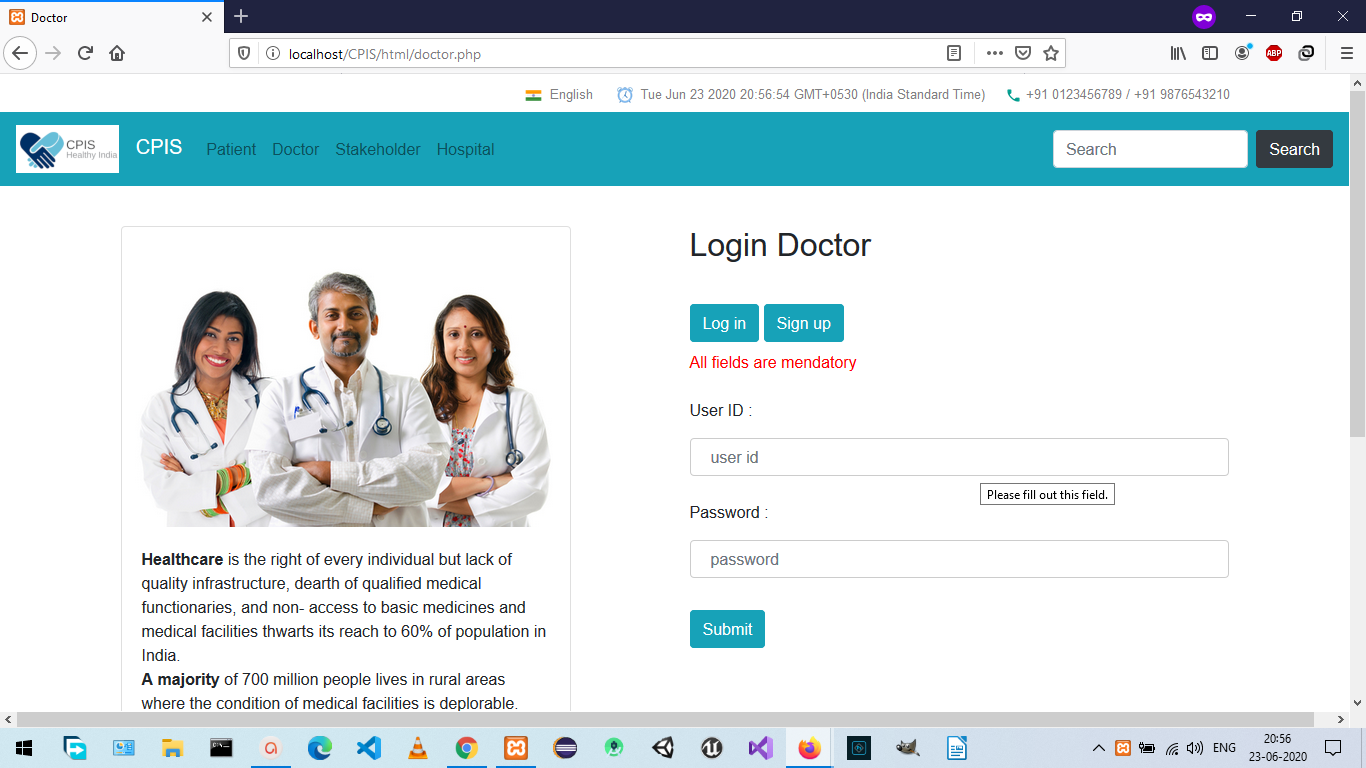 Doctor
localhost/CPIS/html/doctor.php
ABP
English
Tue Jun 23 2020 20:56:54 GMT+0530 (India Standard Time)
+91 0123456789 / +91 9876543210
CPIS
Healthy India
CPIS
Patient
Doctor
Stakeholder
Hospital
Search
Search
Healthcare is the right of every individual but lack of
quality infrastructure, dearth of qualified medical
functionaries, and non- access to basic medicines and
medical facilities thwarts its reach to 60% of population in
India.
A majority of 700 million people lives in rural areas
where the condition of medical facilities is deplorable.
Login Doctor
Log in
Sign up
All fields are mendatory
User ID :
user id
Please fill out this field.
Password :
password
Submit
ENG
20:56
23-06-2020